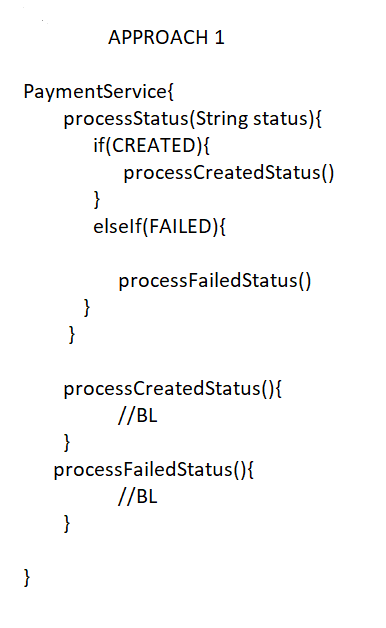 APPROACH 1
PaymentService{
processStatus(String status){
if(CREATED){
processCreatedStatus()
}
elseIf(FAILED){
processFailedStatus()
}
}
processCreatedStatus(){
//BL
}
processFailedStatus(){
//BL
}
}